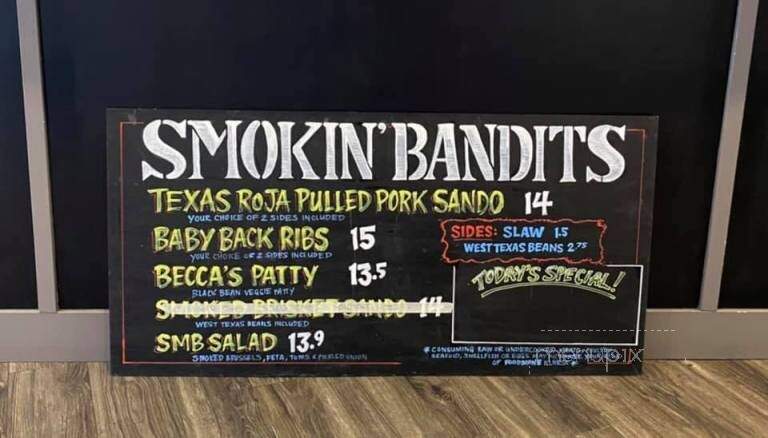 SMOKIN' BANDITS
TEXAS ROJA PULLED PORK SANDO 14
YOUR CHOICE OF 2 SIDES INCLUDED
BABY BACK RIBS 15
YOUR CHOICE OF 2 SIDES INCLUDED
BECCA'S PATTY 13.5
BLACK BEAN VEGGIE PATTY
SMOKED BRISKET SANDO 14
WEST TEXAS BEANS INCLUDED
SMB SALAD 13.9
SMOKED BRUSSELS, FETA, TOMS & PICKLED ONION
SIDES: SLAW 1.5
WEST TEXAS BEANS 2.75
TODAY'S SPECIAL!
* CONSUMING RAW OR UNDERCOOKED
SEAFOOD, SHELLFISH OR EGGS MAY
OF FOODBORNE